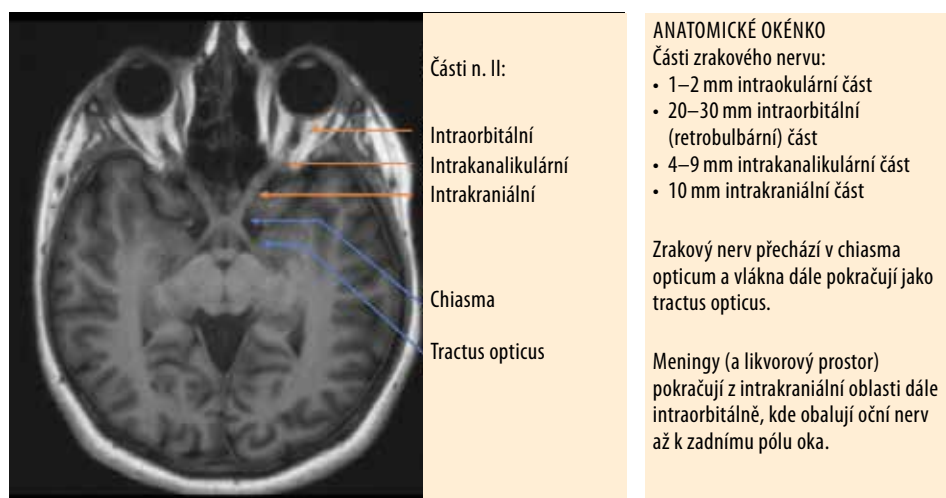 Části n. II:
Intraorbitální
Intrakanalikulární
Intrakraniální
Chiasma
Tractus opticus
ANATOMICKÉ OKÉNKO
Části zrakového nervu:
• 1–2 mm intraokulární část
• 20–30 mm intraorbitální
(retrobulbární) část
• 4–9 mm intrakanalikulární část
• 10 mm intrakraniální část
Zrakový nerv přechází v chiasma
opticum a vlákna dále pokračují jako
tractus opticus.
Meningy (a likvorový prostor)
pokračují z intrakraniální oblasti dále
intraorbitálně, kde obalují oční nerv
až k zadnímu pólu oka.